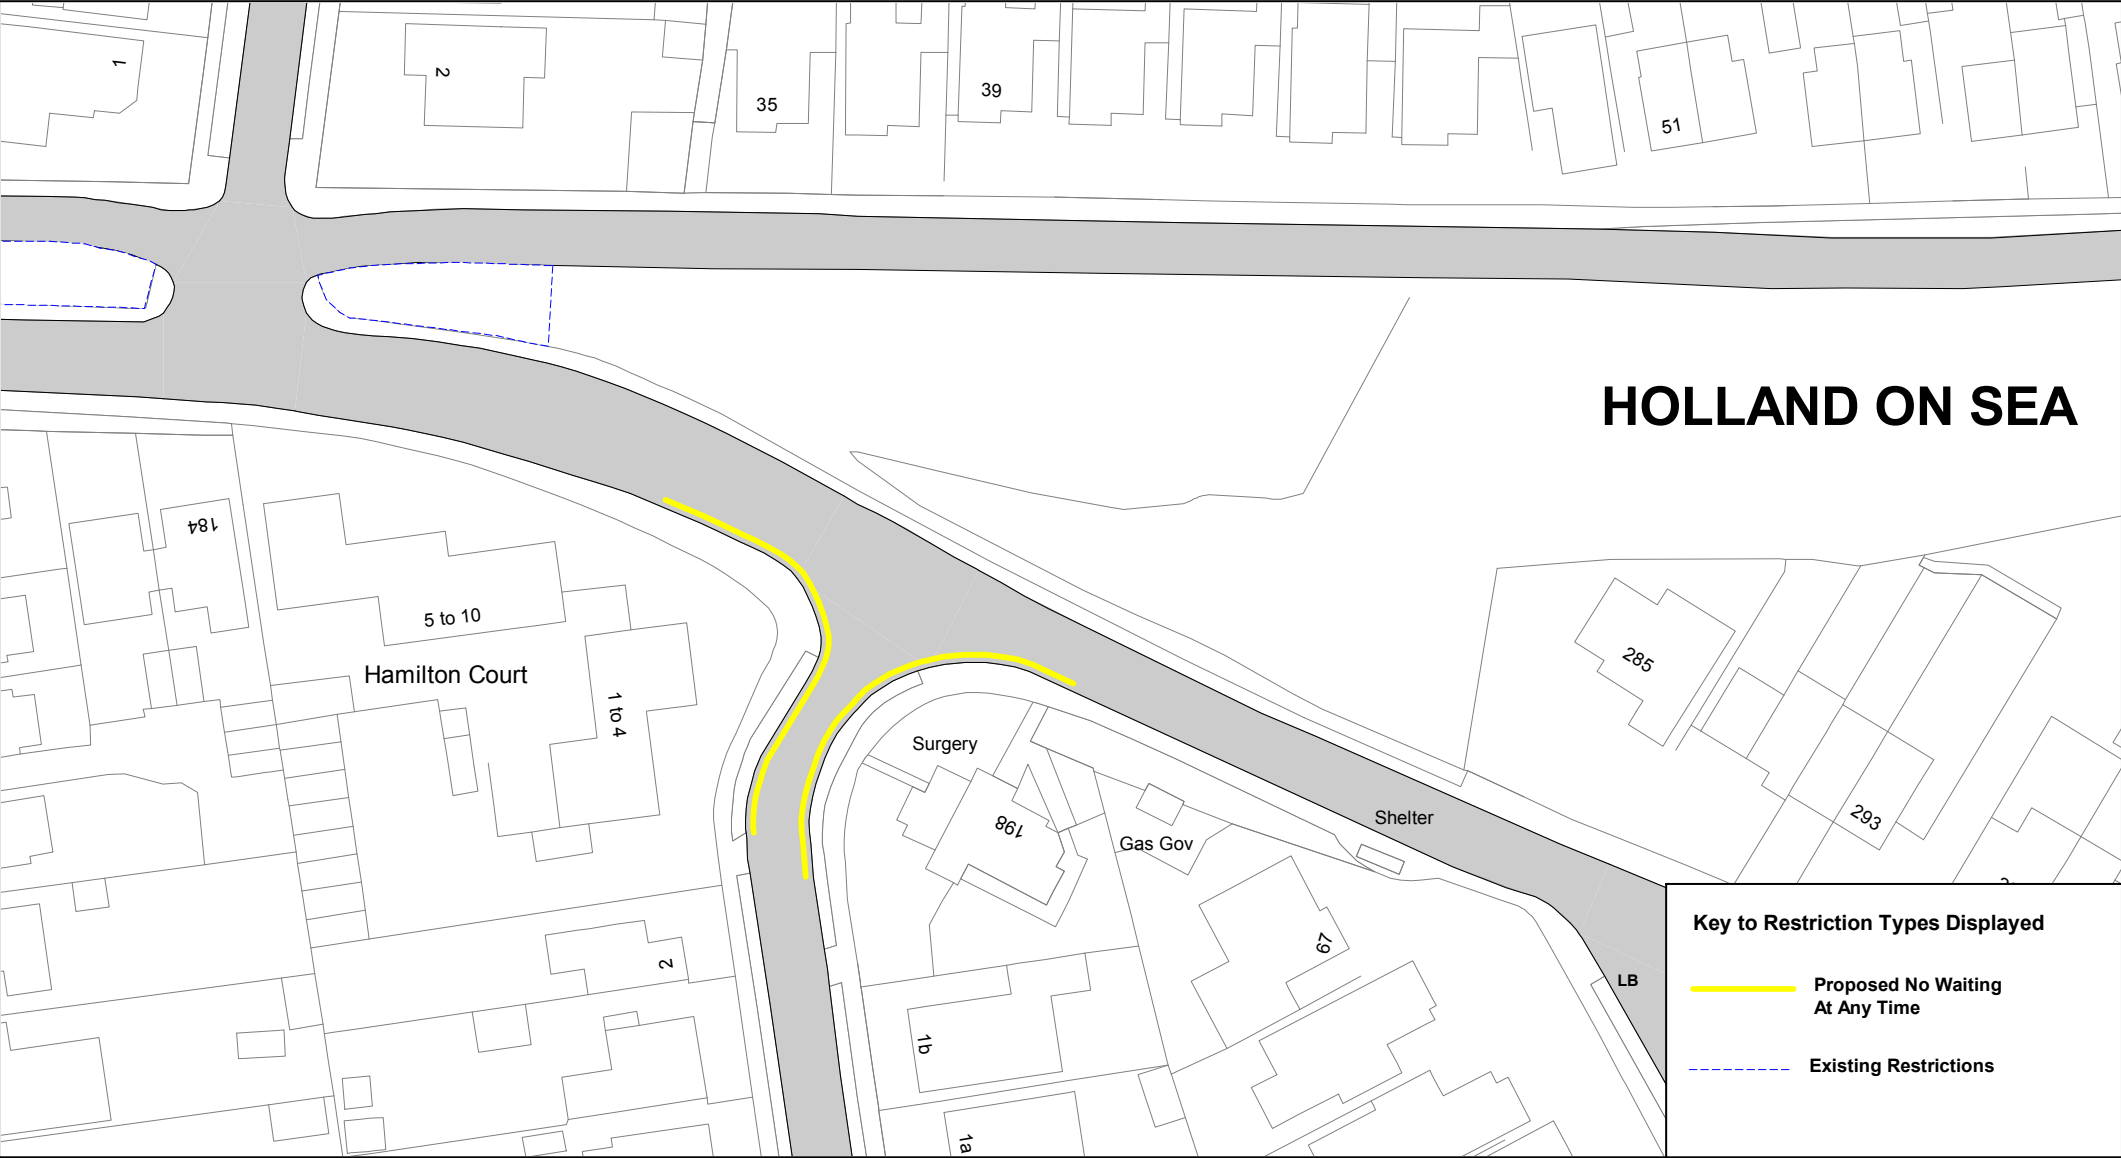 1
2
35
39
51
HOLLAND ON SEA
184
5 to 10
Hamilton Court
1 to 4
285
Surgery
198
Gas Gov
Shelter
293
67
2
LB
1b
1a
Key to Restriction Types Displayed
Proposed No Waiting
At Any Time
Existing Restrictions